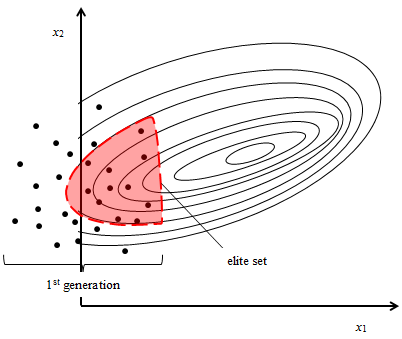 x2
elite set
1st generation
x1